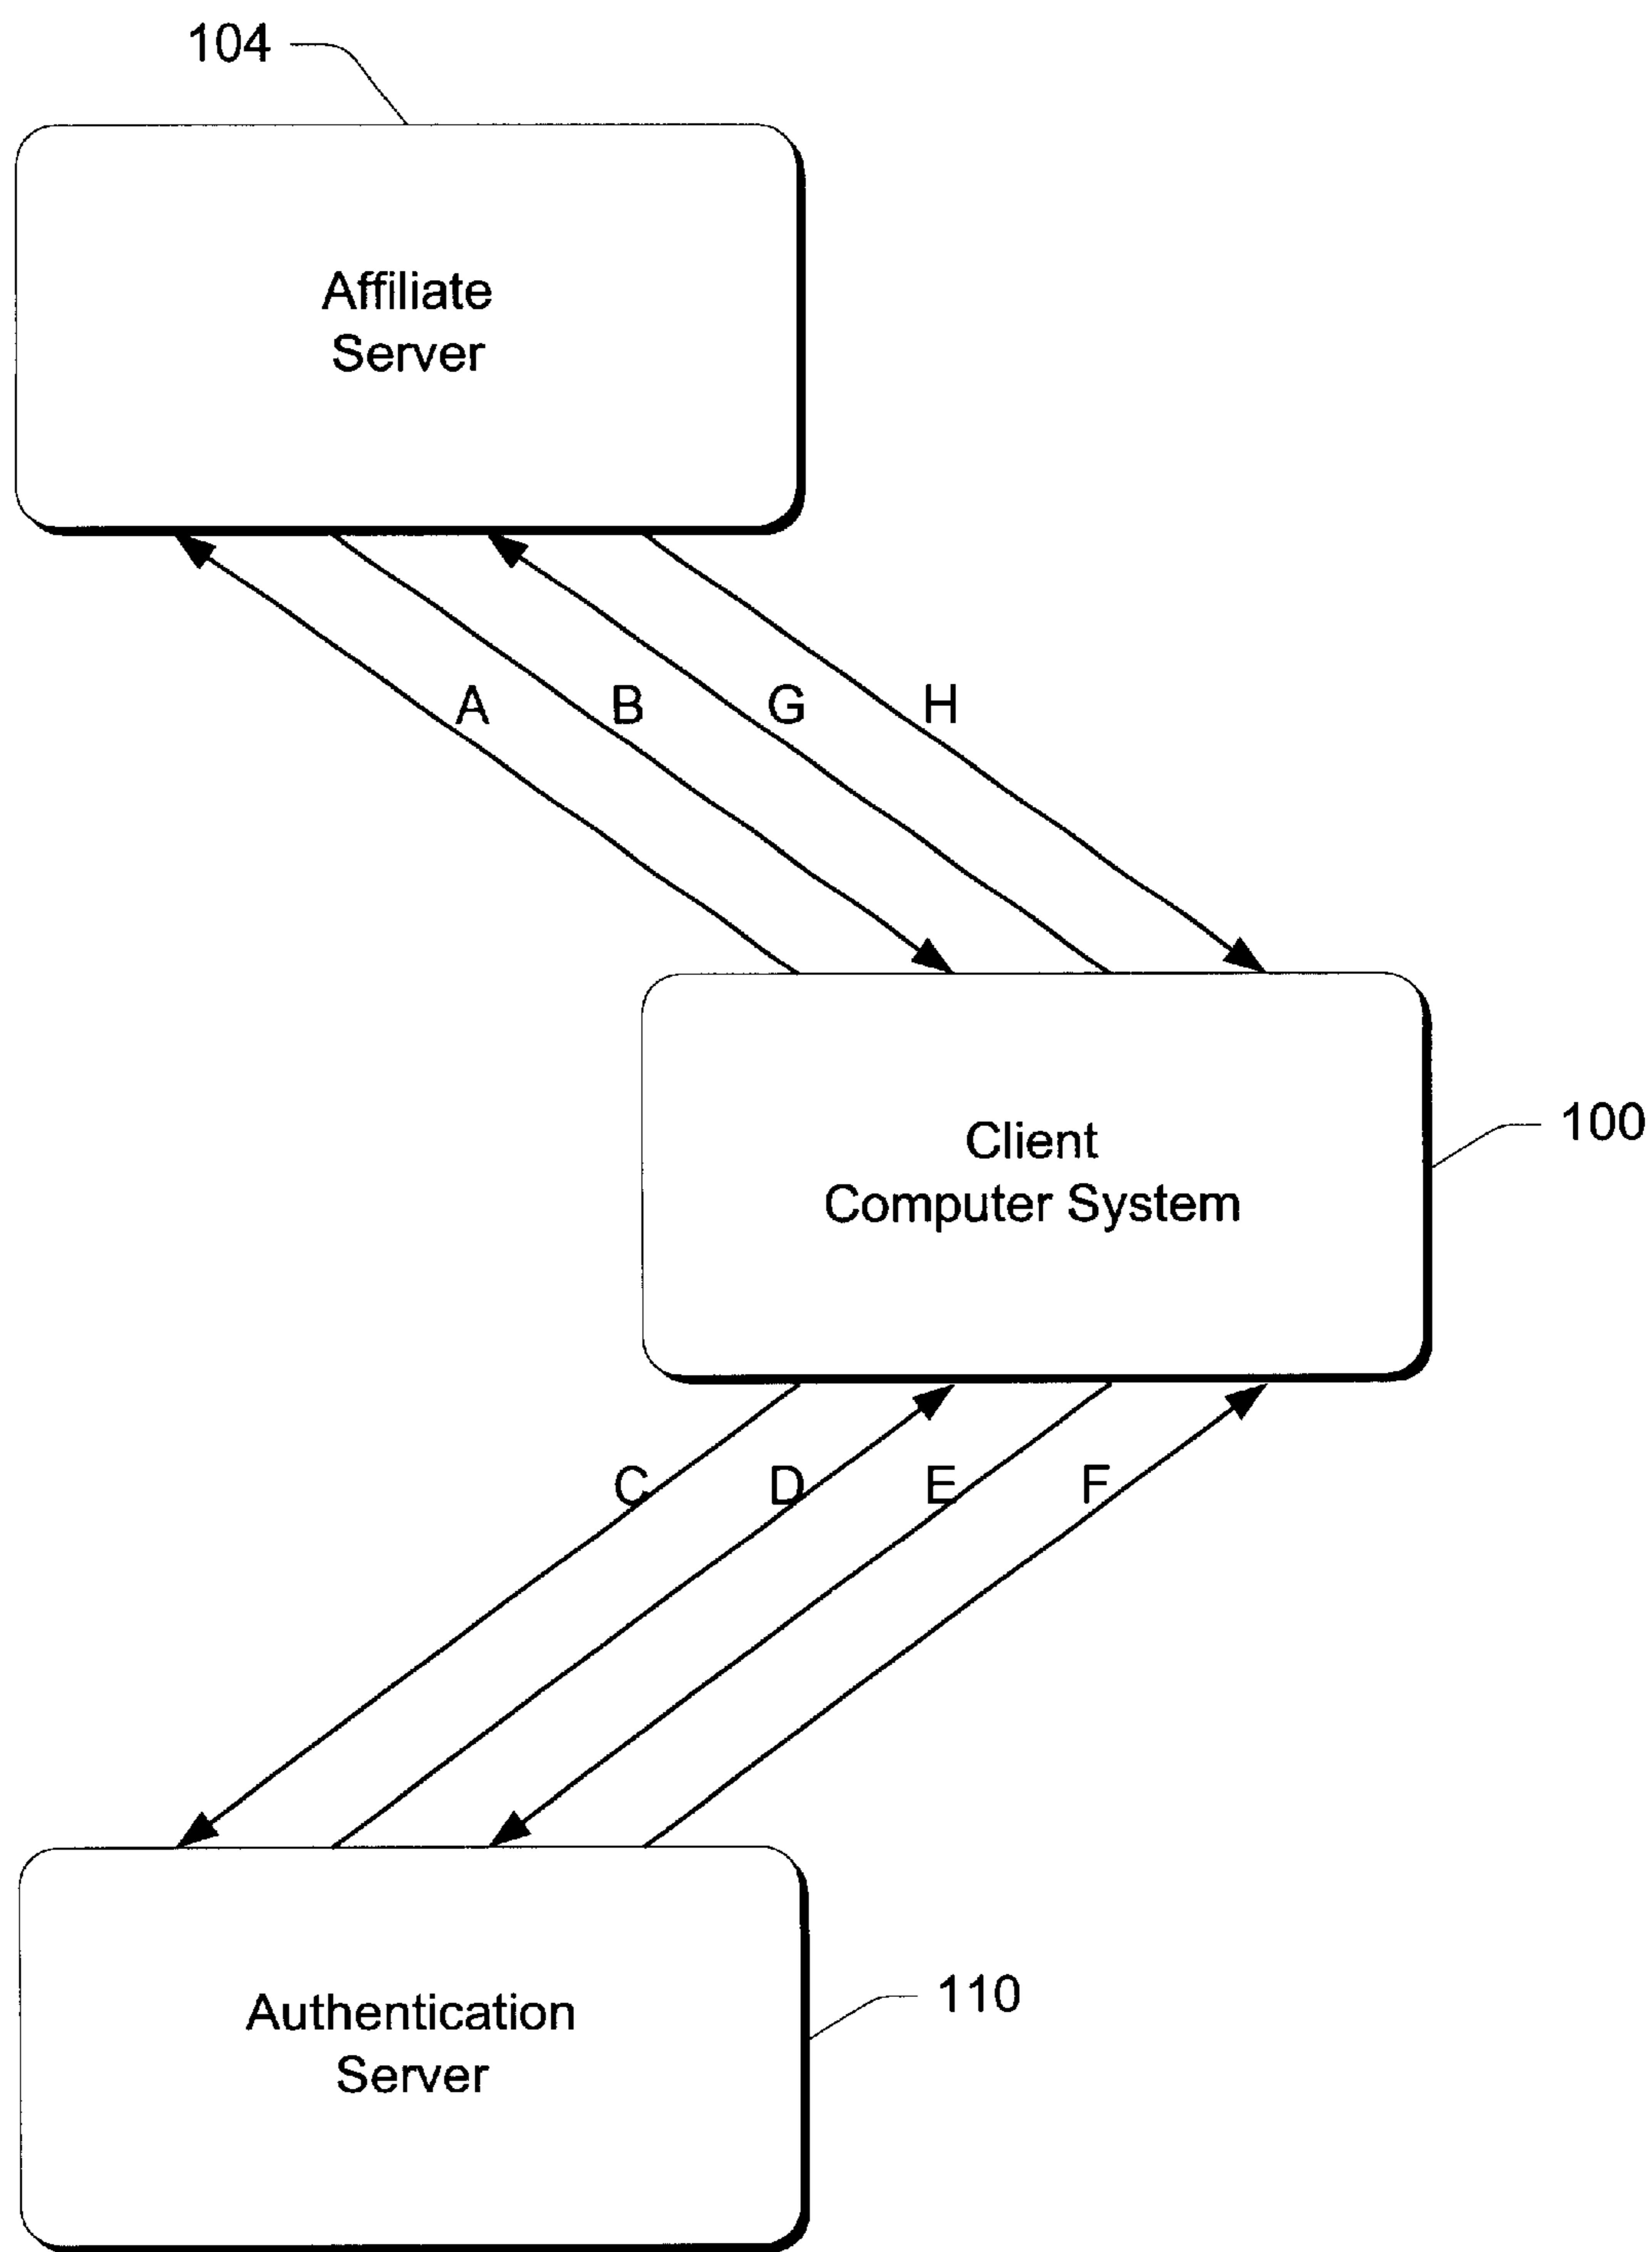 104
Affiliate
Server
A
B
G
H
Client
Computer System
100
C
D
E
F
Authentication
Server
110